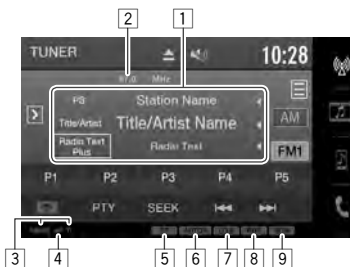 2 1
TUNER 10:28
87.9 MHz
PS Station Name
Title/Artist Title/Artist Name AM
Radio Text Plus Radio Text FM1
P1 P2 P3 P4 P5
PTY SEEK
3 4 5 6 7 8 9